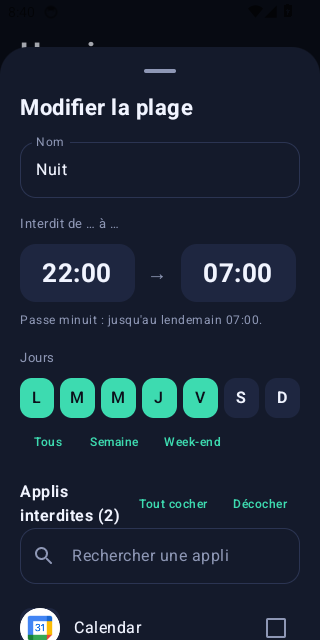 Modifier la plage
Nom
Nuit
Interdit de … à …
22:00 → 07:00
Passe minuit : jusqu'au lendemain 07:00.
Jours
L M M J V S D
Tous Semaine Week-end
Applis interdites (2)
Tout cocher Décocher
Rechercher une appli
31
Calendar